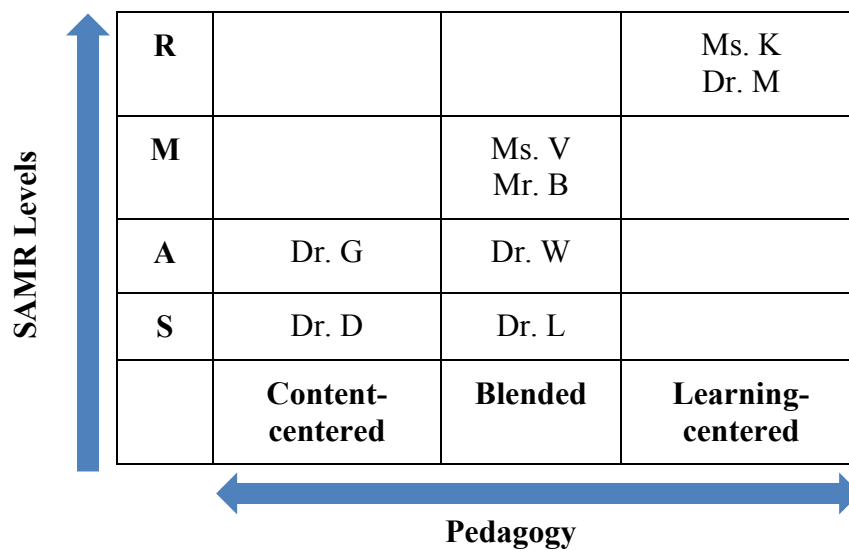 SAMR Levels
R
Ms. K
Dr. M
M
Ms. V
Mr. B
A Dr. G Dr. W
S Dr. D Dr. L
Content- Blended Learning-
centered centered
Pedagogy